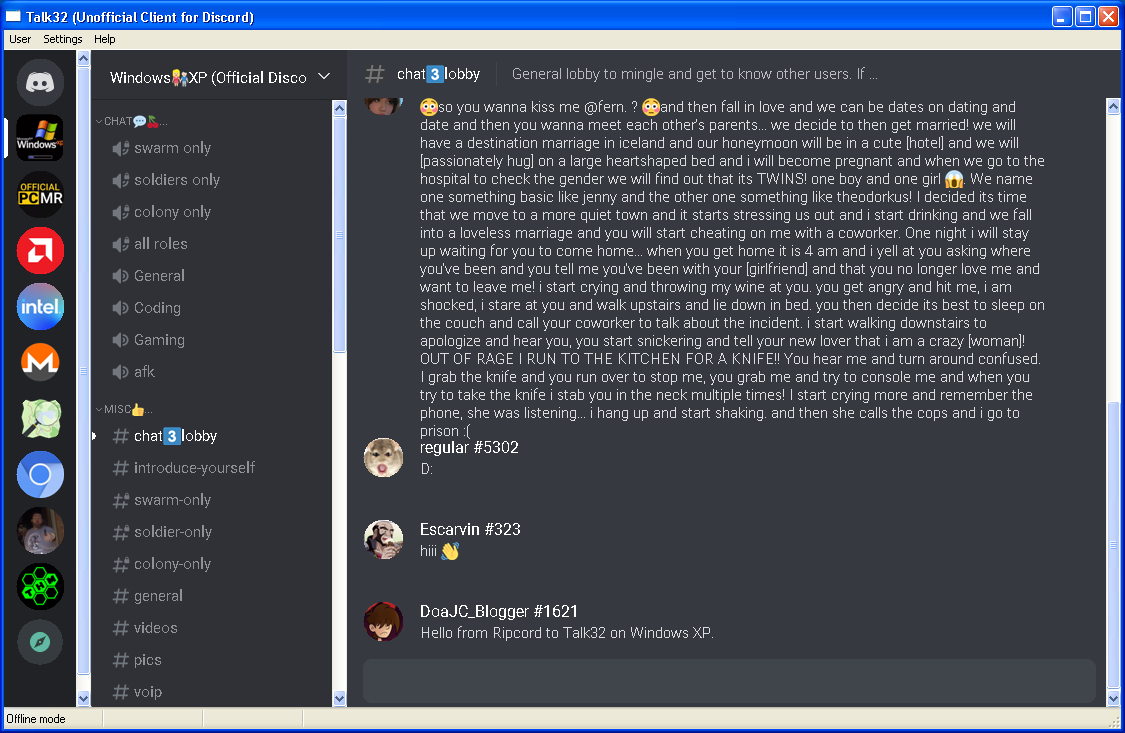 Talk32 (Unofficial Client for Discord)
User Settings Help
Windows👫XP (Official Disco
# chat3️⃣lobby
General lobby to mingle and get to know other users. If ...
CHAT💬🍒...
swarm only
soldiers only
colony only
all roles
General
Coding
Gaming
afk
MISC👍...
# chat3️⃣lobby
# introduce-yourself
# swarm-only
# soldier-only
# colony-only
# general
# videos
# pics
# voip
Windows xp
OFFICIAL
PCMR
intel
😳so you wanna kiss me @fern. ? 😳and then fall in love and we can be dates on dating and
date and then you wanna meet each other's parents... we decide to then get married! we will
have a destination marriage in iceland and our honeymoon will be in a cute [hotel] and we will
[passionately hug] on a large heartshaped bed and i will become pregnant and when we go to the
hospital to check the gender we will find out that its TWINS! one boy and one girl 😱. We name
one something basic like jenny and the other one something like theodorkus! I decided its time
that we move to a more quiet town and it starts stressing us out and i start drinking and we fall
into a loveless marriage and you will start cheating on me with a coworker. One night i will stay
up waiting for you to come home... when you get home it is 4 am and i yell at you asking where
you've been and you tell me you've been with your [girlfriend] and that you no longer love me and
want to leave me! i start crying and throwing my wine at you. you get angry and hit me, i am
shocked, i stare at you and walk upstairs and lie down in bed. you then decide its best to sleep on
the couch and call your coworker to talk about the incident. i start walking downstairs to
apologize and hear you, you start snickering and tell your new lover that i am a crazy [woman]!
OUT OF RAGE I RUN TO THE KITCHEN FOR A KNIFE!! You hear me and turn around confused.
I grab the knife and you run over to stop me, you grab me and try to console me and when you
try to take the knife i stab you in the neck multiple times! I start crying more and remember the
phone, she was listening... i hang up and start shaking. and then she calls the cops and i go to
prison :(
regular #5302
D:
Escarvin #323
hiii 👋
DoaJC_Blogger #1621
Hello from Ripcord to Talk32 on Windows XP.
Offline mode